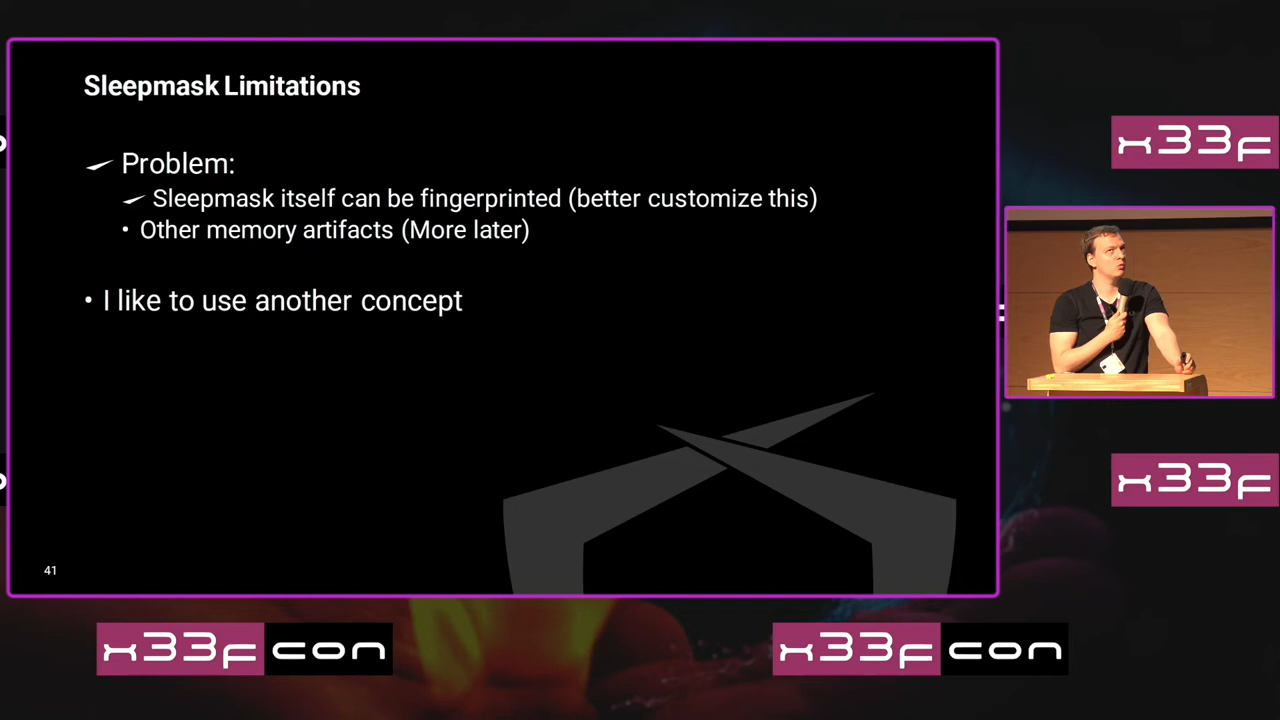 Sleepmask Limitations
Problem:
Sleepmask itself can be fingerprinted (better customize this)
• Other memory artifacts (More later)
• I like to use another concept
41
x33f
x33f
x33fcon
x33fcon